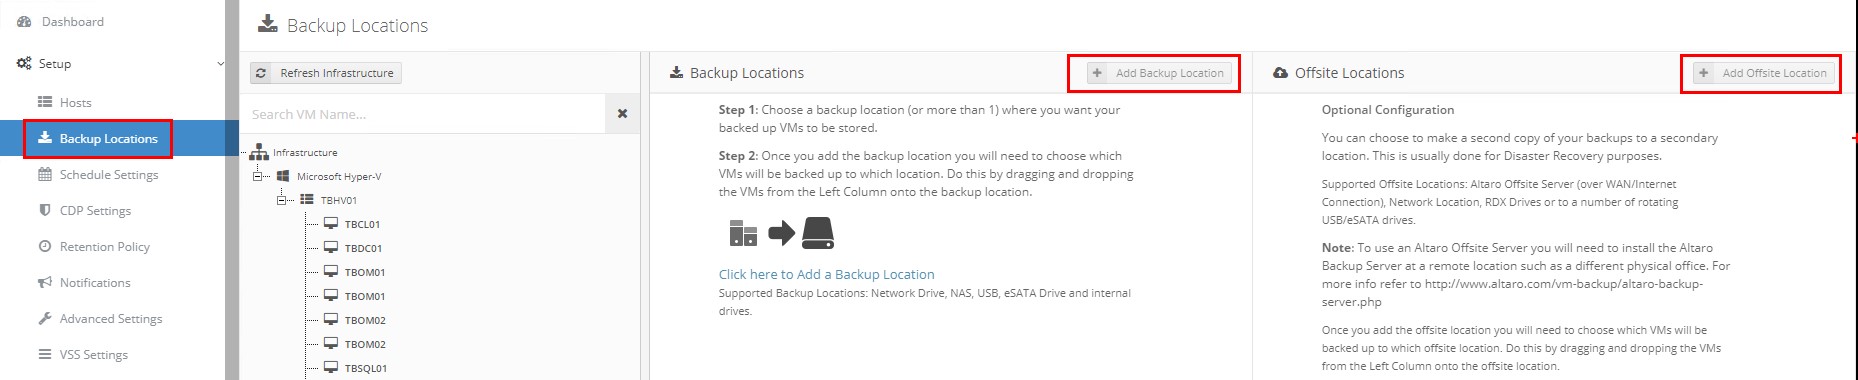 Dashboard
Setup
Hosts
Backup Locations
Schedule Settings
CDP Settings
Retention Policy
Notifications
Advanced Settings
VSS Settings
Backup Locations
Refresh Infrastructure
Search VM Name...
Infrastructure
Microsoft Hyper-V
TBHV01
TBCL01
TBDC01
TBOM01
TBOM01
TBOM02
TBOM02
TBSQL01
Backup Locations
Add Backup Location
Step 1: Choose a backup location (or more than 1) where you want your
backed up VMs to be stored.
Step 2: Once you add the backup location you will need to choose which
VMs will be backed up to which location. Do this by dragging and dropping
the VMs from the Left Column onto the backup location.
Click here to Add a Backup Location
Supported Backup Locations: Network Drive, NAS, USB, eSATA Drive and internal
drives.
Offsite Locations
Add Offsite Location
Optional Configuration
You can choose to make a second copy of your backups to a secondary
location. This is usually done for Disaster Recovery purposes.
Supported Offsite Locations: Altaro Offsite Server (over WAN/Internet
Connection), Network Location, RDX Drives or to a number of rotating
USB/eSATA drives.
Note: To use an Altaro Offsite Server you will need to install the Altaro
Backup Server at a remote location such as a different physical office. For
more info refer to http://www.altaro.com/vm-backup/altaro-backup-
server.php
Once you add the offsite location you will need to choose which VMs will be
backed up to which offsite location. Do this by dragging and dropping the VMs
from the Left Column onto the offsite location.